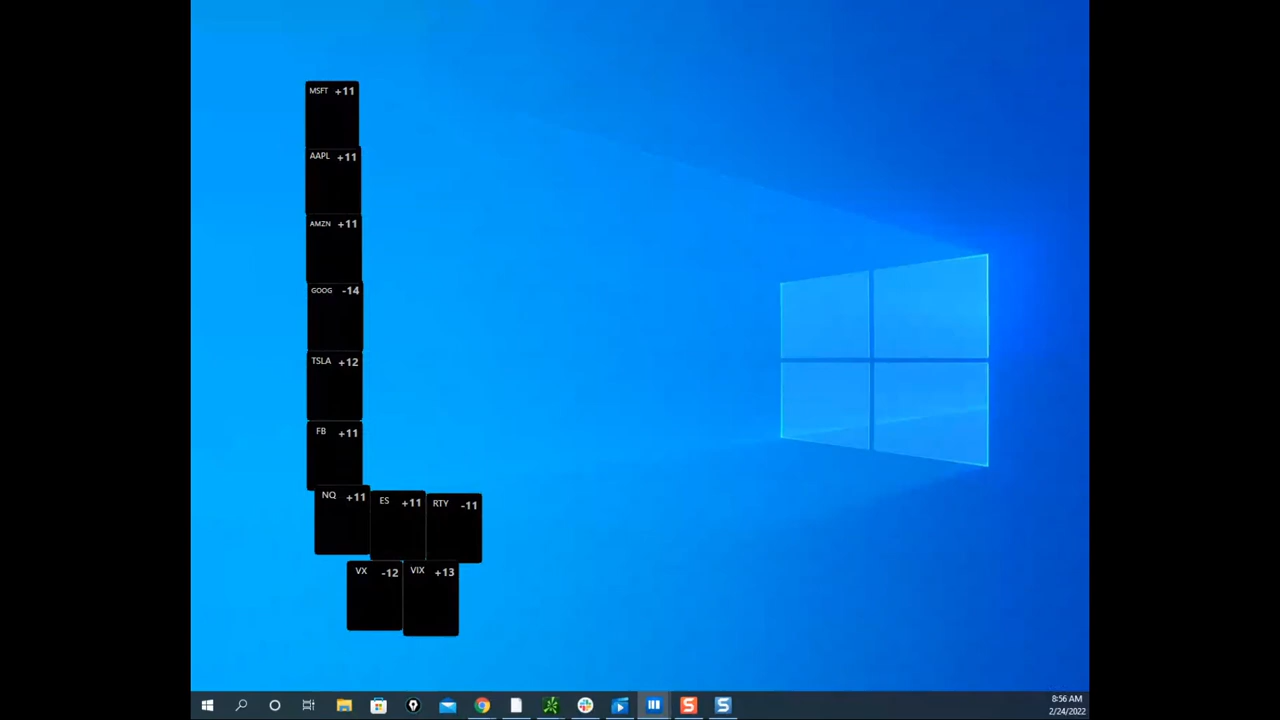 MSFT +11
AAPL +11
AMZN +11
GOOG -14
TSLA +12
FB +11
NQ +11 ES +11 RTY -11
VX -12 VIX +13
8:56 AM
2/24/2022